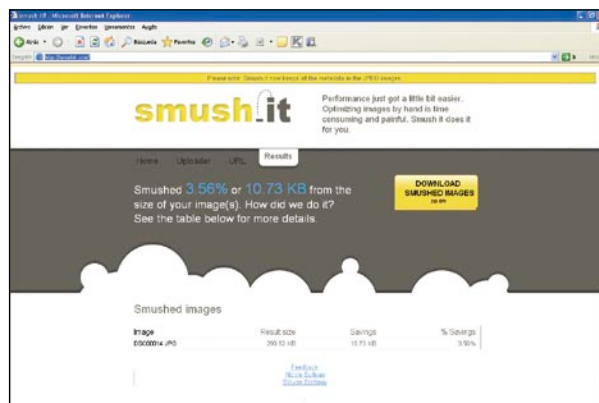 smush it - Microsoft Internet Explorer
Archivo Edición Ver Favoritos Herramientas Ayuda
Atrás Búsqueda Favoritos
Please note: Smush.it now keeps all the metadata in the JPEG images.
smush.it
Performance just got a little bit easier.
Optimizing images by hand is time
consuming and painful. Smush it does it
for you.
Home Uploader URL Results
Smushed 3.56% or 10.73 KB from the
size of your image(s). How did we do it?
See the table below for more details.
DOWNLOAD
SMUSHED IMAGES
Smushed images
Image Result size Savings % Savings
10.73 KB
Feedback